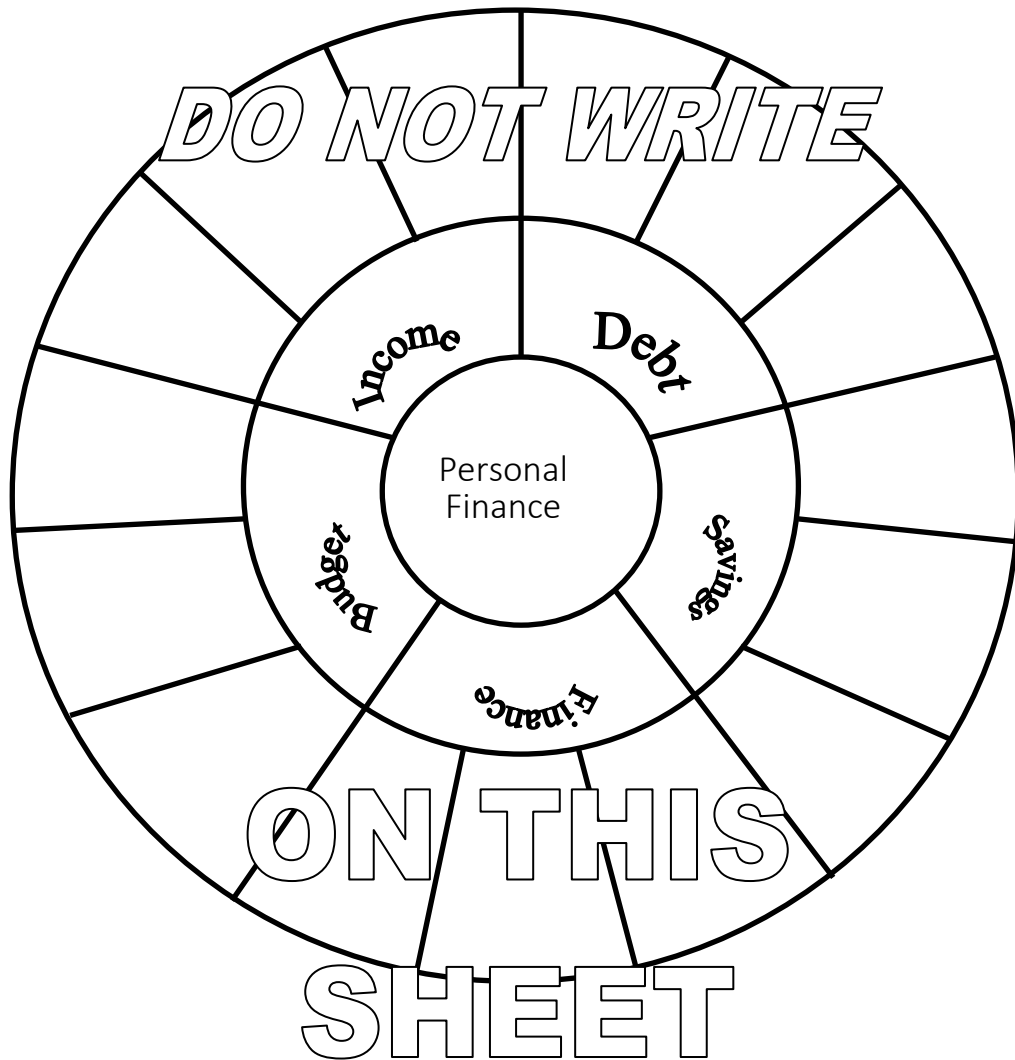 DO NOT WRITE
Income
Debt
Personal
Finance
Budget
Savings
Finance
ON THIS
SHEET